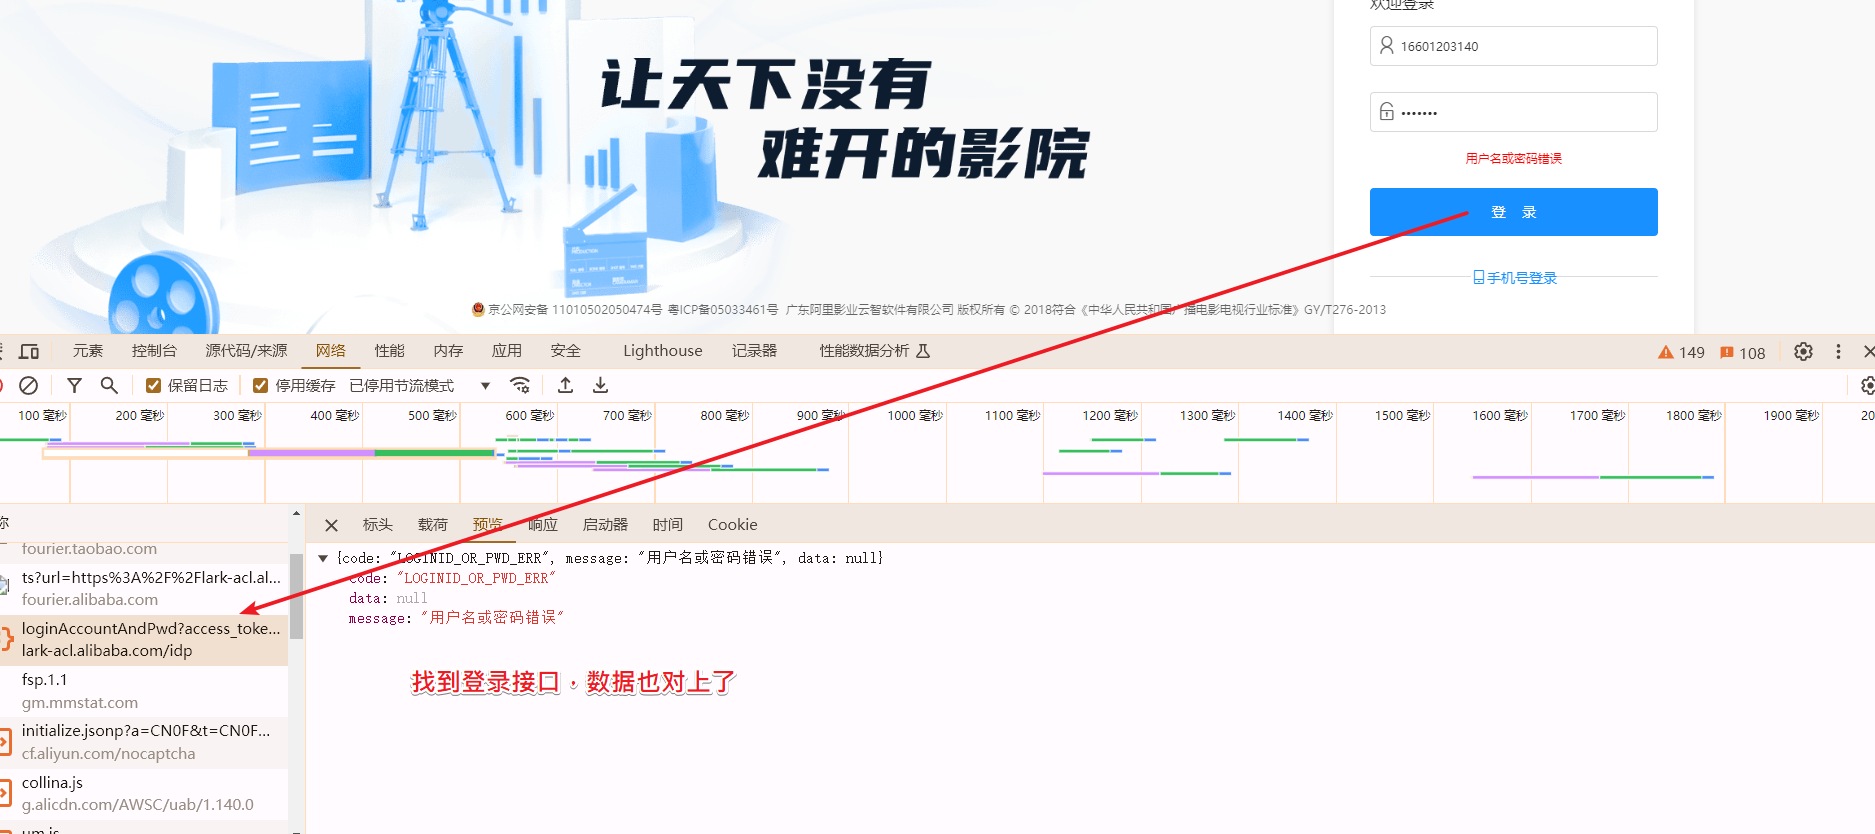 欢迎登录
16601203140
•••••••
用户名或密码错误
登 录
手机号登录
让天下没有
难开的影院
京公网安备 11010502050474号 粤ICP备05033461号 广东阿里影业云智软件有限公司 版权所有 © 2018符合《中华人民共和国广播电影电视行业标准》GY/T276-2013
元素 控制台 源代码/来源 网络 性能 内存 应用 安全 Lighthouse 记录器 性能数据分析 149 108
保留日志 停用缓存 已停用节流模式
100 毫秒 200 毫秒 300 毫秒 400 毫秒 500 毫秒 600 毫秒 700 毫秒 800 毫秒 900 毫秒 1000 毫秒 1100 毫秒 1200 毫秒 1300 毫秒 1400 毫秒 1500 毫秒 1600 毫秒 1700 毫秒 1800 毫秒 1900 毫秒 20
标头 载荷 预览 响应 启动器 时间 Cookie
fourier.taobao.com
ts?url=https%3A%2F%2Flark-acl.al...
fourier.alibaba.com
loginAccountAndPwd?access_toke...
lark-acl.alibaba.com/idp
fsp.1.1
gm.mmstat.com
initialize.jsonp?a=CN0F&t=CN0F...
cf.aliyun.com/nocaptcha
collina.js
g.alicdn.com/AWSC/uab/1.140.0
um.js
{code: "LOGINID_OR_PWD_ERR", message: "用户名或密码错误", data: null}
code: "LOGINID_OR_PWD_ERR"
data: null
message: "用户名或密码错误"
找到登录接口，数据也对上了